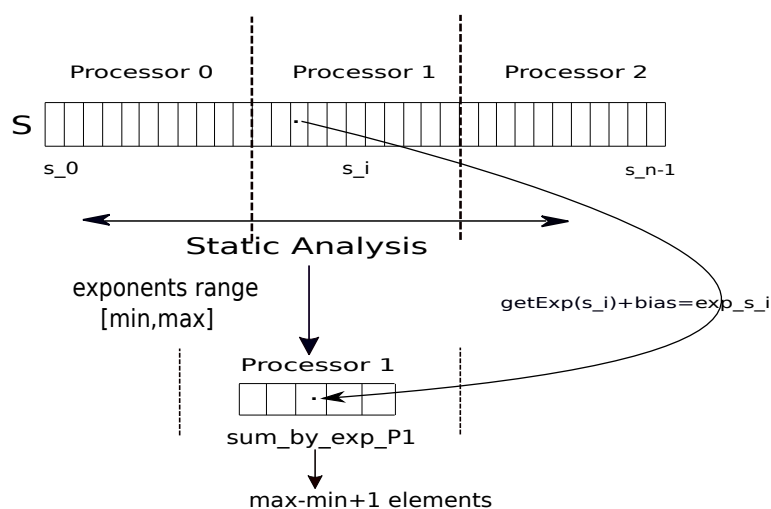 Processor 0
Processor 1
Processor 2
S
s_0
s_i
s_n-1
Static Analysis
exponents range
[min,max]
getExp(s_i)+bias=exp_s_i
Processor 1
sum_by_exp_P1
max-min+1 elements